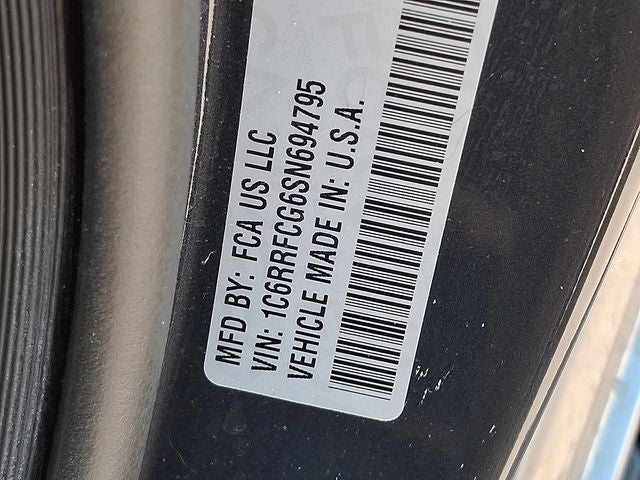 MFD BY: FCA US LLC
VIN: 1C6RRFCG6SN694795
VEHICLE MADE IN: U.S.A.